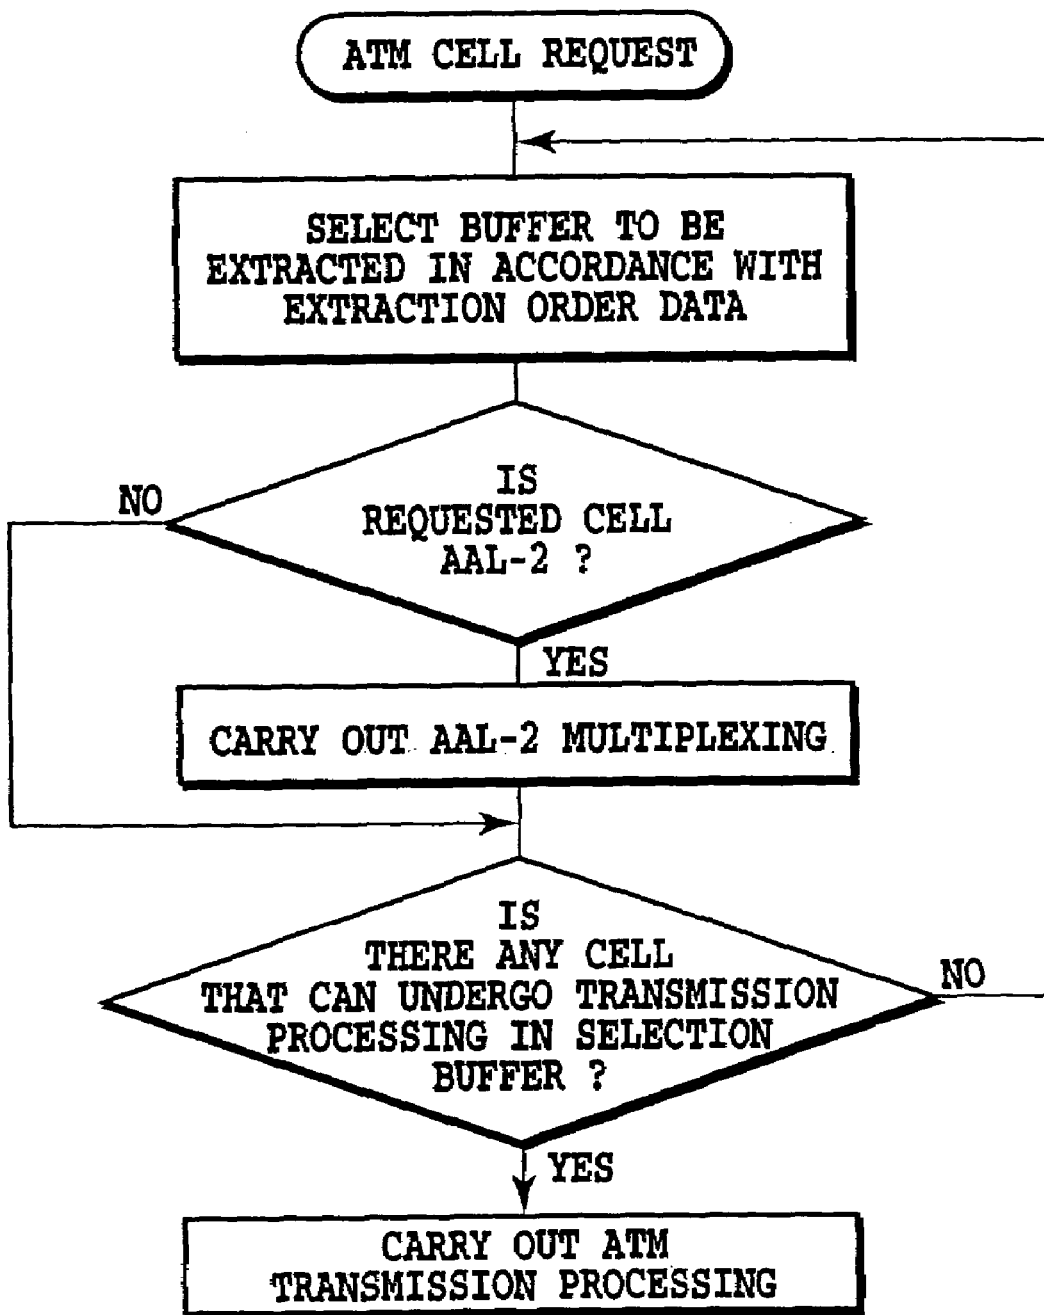 ATM CELL REQUEST
SELECT BUFFER TO BE
EXTRACTED IN ACCORDANCE WITH
EXTRACTION ORDER DATA
NO
IS
REQUESTED CELL
AAL-2 ?
YES
CARRY OUT AAL-2 MULTIPLEXING
IS
THERE ANY CELL
THAT CAN UNDERGO TRANSMISSION
PROCESSING IN SELECTION
BUFFER ?
NO
YES
CARRY OUT ATM
TRANSMISSION PROCESSING